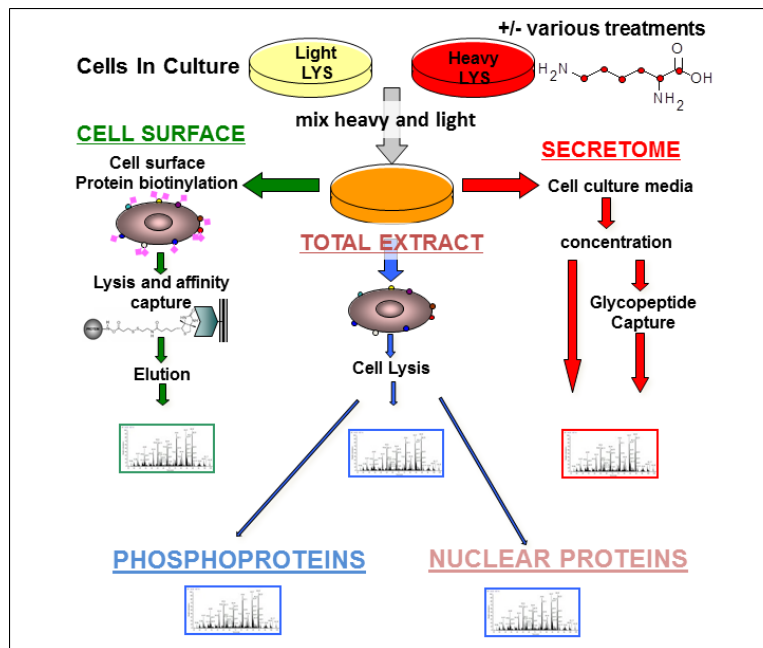 +/- various treatments
Cells In Culture
Light
LYS
Heavy
LYS
H2N
O
OH
NH2
mix heavy and light
CELL SURFACE
Cell surface
Protein biotinylation
SECRETOME
Cell culture media
TOTAL EXTRACT
concentration
Lysis and affinity
capture
Glycopeptide
Capture
Cell Lysis
Elution
PHOSPHOPROTEINS
NUCLEAR PROTEINS